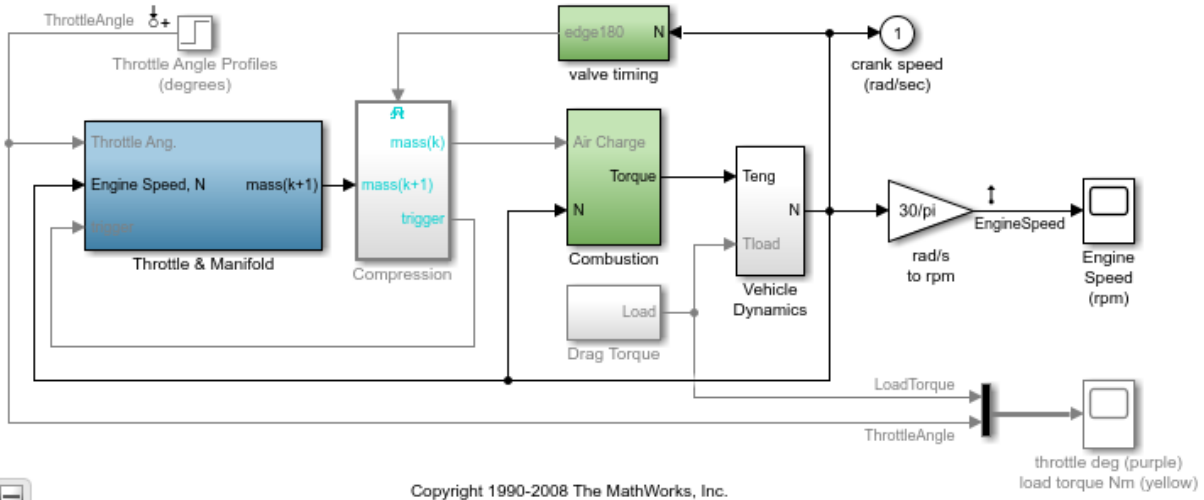 ThrottleAngle
Throttle Angle Profiles
(degrees)
edge180
N
valve timing
1
crank speed
(rad/sec)
Throttle Ang.
Engine Speed, N
mass(k+1)
trigger
Throttle & Manifold
mass(k)
mass(k+1)
trigger
Compression
Air Charge
Torque
N
Combustion
Load
Drag Torque
Teng
N
Tload
Vehicle
Dynamics
30/pi
rad/s
to rpm
EngineSpeed
Engine
Speed
(rpm)
LoadTorque
ThrottleAngle
throttle deg (purple)
load torque Nm (yellow)
Copyright 1990-2008 The MathWorks, Inc.